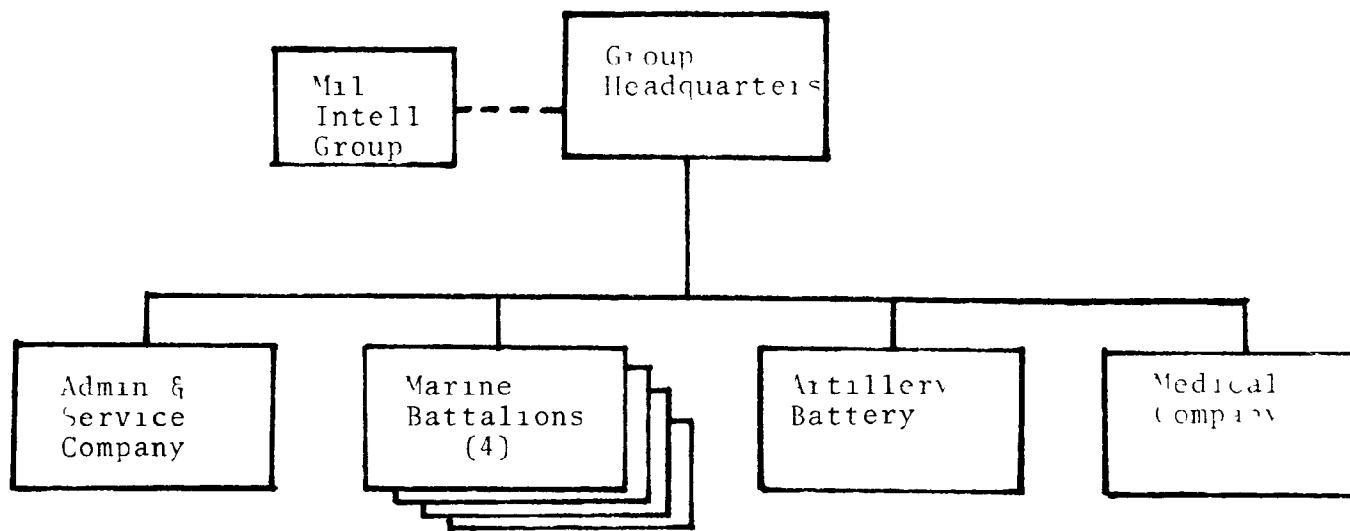 Mil
Intell
Group
Group
Headquarters
Admin &
Service
Company
Marine
Battalions
(4)
Artillery
Battery
Medical
Company